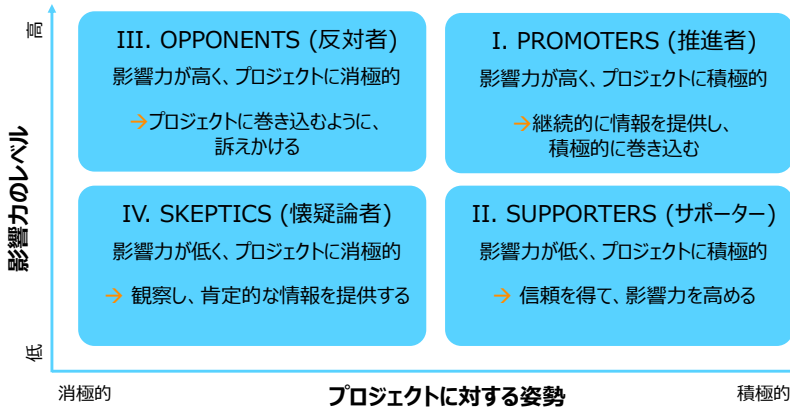 高
影響力のレベル
低
III. OPPONENTS (反対者)
影響力が高く、プロジェクトに消極的
→プロジェクトに巻き込むように、
訴えかける
I. PROMOTERS (推進者)
影響力が高く、プロジェクトに積極的
→継続的に情報を提供し、
積極的に巻き込む
IV. SKEPTICS (懐疑論者)
影響力が低く、プロジェクトに消極的
→ 観察し、肯定的な情報を提供する
II. SUPPORTERS (サポーター)
影響力が低く、プロジェクトに積極的
→ 信頼を得て、影響力を高める
消極的
プロジェクトに対する姿勢
積極的